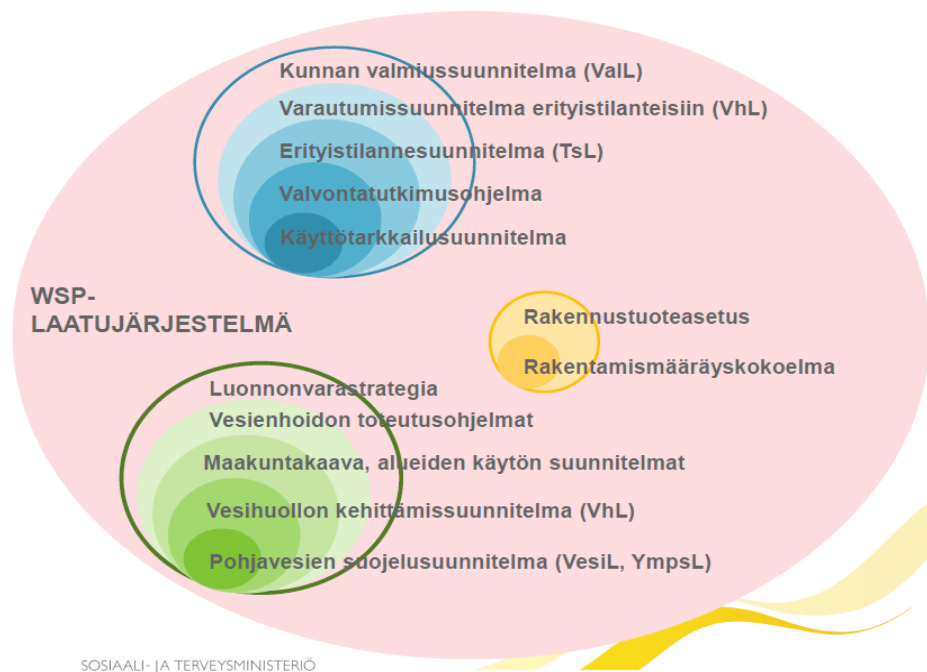 Kunnan valmiussuunnitelma (ValL)
Varautumissuunnitelma erityistilanteisiin (VhL)
Erityistilannesuunnitelma (TsL)
Valvontatutkimusohjelma
Käyttötarkkailusuunnitelma
WSP-
LAATUJÄRJESTELMÄ
Rakennustuoteasetus
Rakentamismääräyskokoelma
Luonnonvarastrategia
Vesienhoidon toteutusohjelmat
Maakuntakaava, alueiden käytön suunnitelmat
Vesihuollon kehittämissuunnitelma (VhL)
Pohjavesien suojelusuunnitelma (VesiL, YmpsL)
SOSIAALI- JA TERVEYSMINISTERIÖ